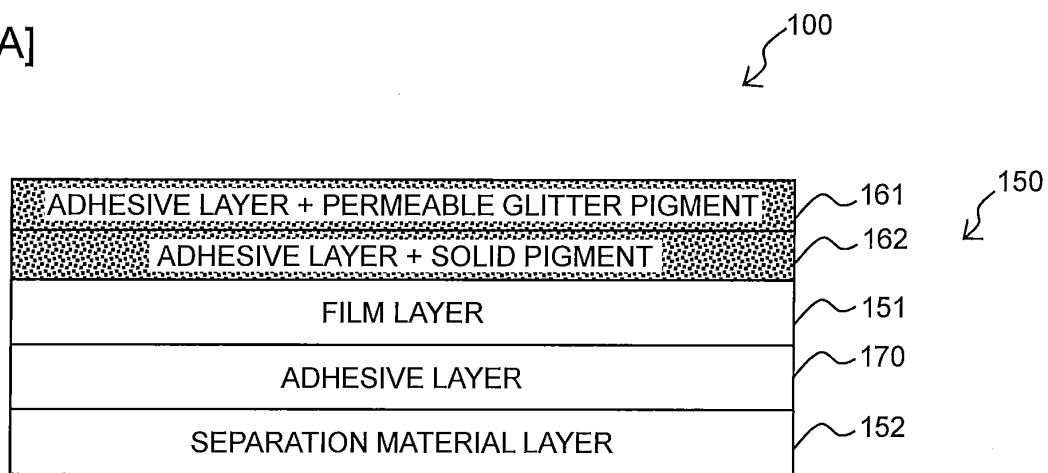 A]
100
150
ADHESIVE LAYER + PERMEABLE GLITTER PIGMENT 161
ADHESIVE LAYER + SOLID PIGMENT 162
FILM LAYER 151
ADHESIVE LAYER 170
SEPARATION MATERIAL LAYER 152